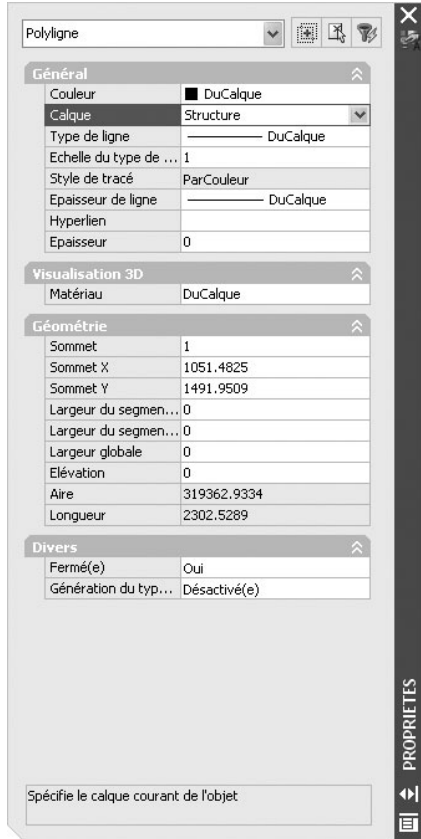 Polyligne
Général
Couleur DuCalque
Calque Structure
Type de ligne DuCalque
Echelle du type de ... 1
Style de tracé ParCouleur
Epaisseur de ligne DuCalque
Hyperlien
Epaisseur 0
Visualisation 3D
Matériau DuCalque
Géométrie
Sommet 1
Sommet X 1051.4825
Sommet Y 1491.9509
Largeur du segmen... 0
Largeur du segmen... 0
Largeur globale 0
Elévation 0
Aire 319362.9334
Longueur 2302.5289
Divers
Fermé(e) Oui
Génération du typ... Désactivé(e)
Spécifie le calque courant de l'objet
PROPRIETES